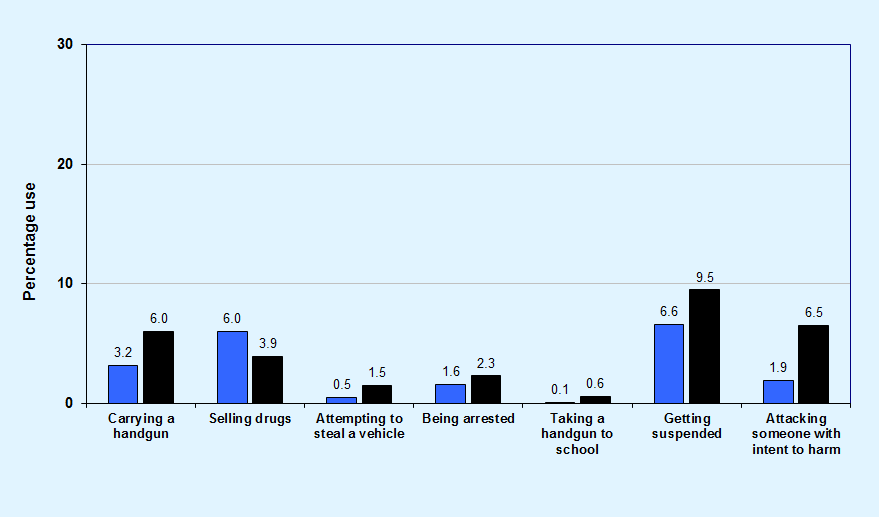 30
20
10
0
Percentage use
3.2
6.0
6.0
3.9
0.5
1.5
1.6
2.3
0.1
0.6
6.6
9.5
1.9
6.5
Carrying a
handgun
Selling drugs
Attempting to
steal a vehicle
Being arrested
Taking a
handgun to
school
Getting
suspended
Attacking
someone with
intent to harm